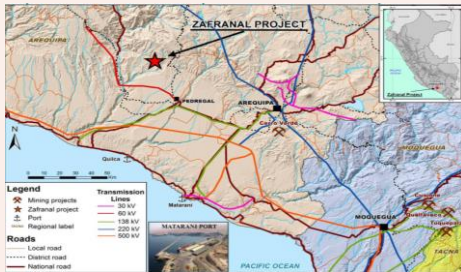 ZAFRANAL PROJECT
AREQUIPA
PEDREGAL
AREQUIPA
Cerro Verde
Zafranal
Project
Quilca
MOQUEGUA
Matarani
MOQUEGUA
Toquepala
TACNA
PACIFIC OCEAN
MATARANI PORT
N
Legend
Mining projects
Zafranal project
Port
Regional label
Roads
Local road
District road
National road
Transmission
Lines
30 kV
60 kV
138 kV
220 kV
500 kV